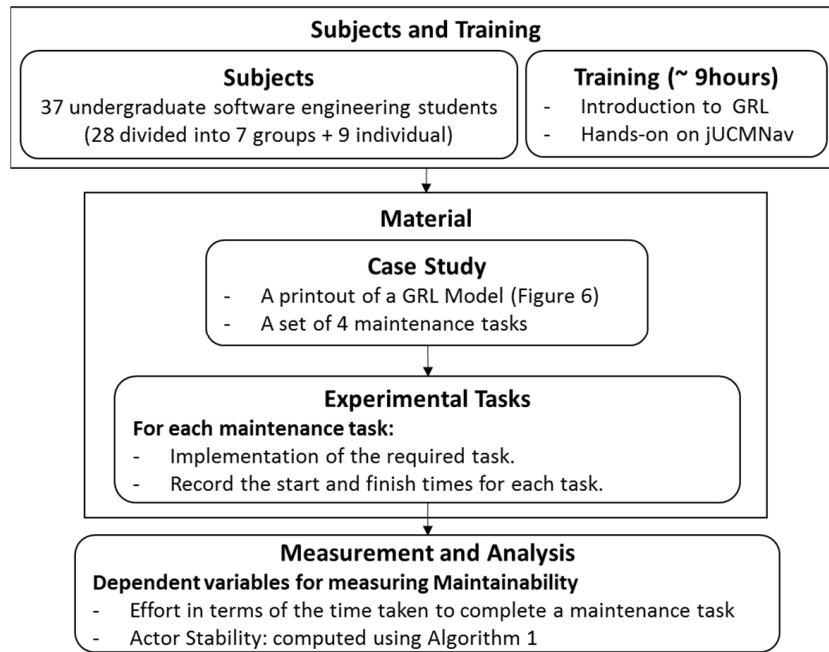 Subjects and Training
Subjects
37 undergraduate software engineering students
(28 divided into 7 groups + 9 individual)
Training (~ 9hours)
- Introduction to GRL
- Hands-on on jUCMNav
Material
Case Study
- A printout of a GRL Model (Figure 6)
- A set of 4 maintenance tasks
Experimental Tasks
For each maintenance task:
- Implementation of the required task.
- Record the start and finish times for each task.
Measurement and Analysis
Dependent variables for measuring Maintainability
- Effort in terms of the time taken to complete a maintenance task
- Actor Stability: computed using Algorithm 1